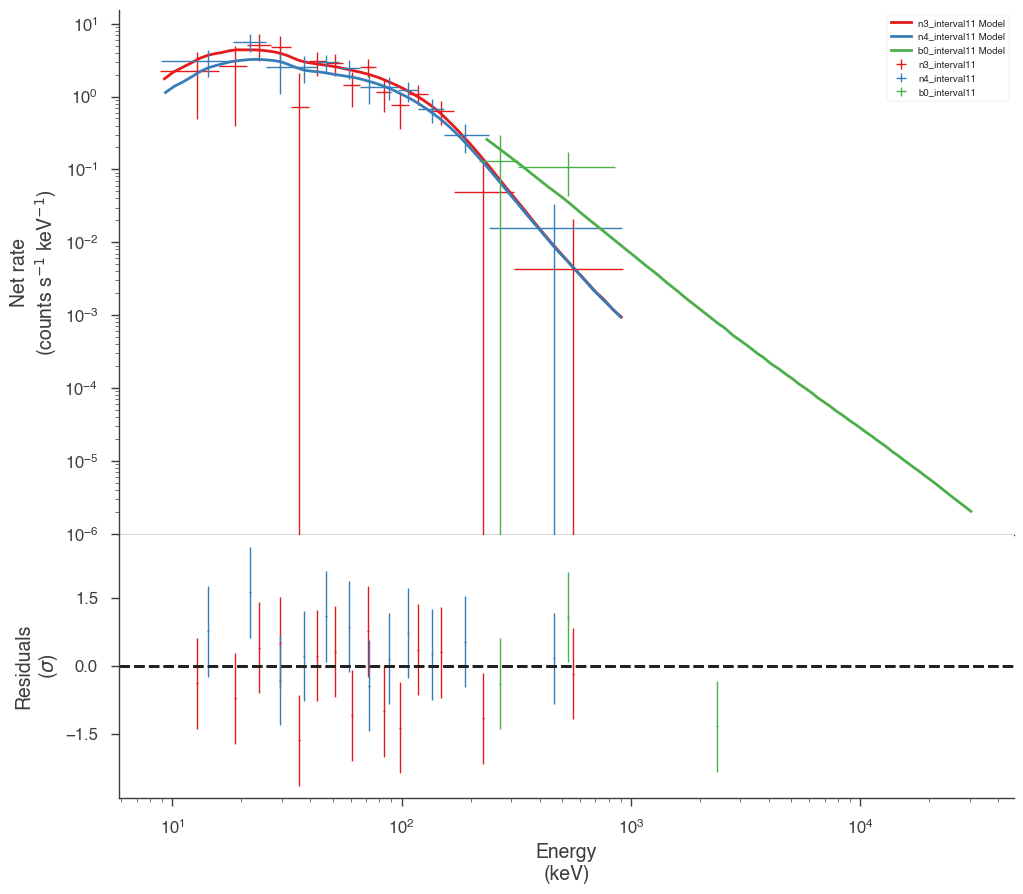 10¹
10⁰
10⁻¹
10⁻²
10⁻³
10⁻⁴
10⁻⁵
10⁻⁶
Net rate
(counts s⁻¹ keV⁻¹)
n3_interval11 Model
n4_interval11 Model
b0_interval11 Model
n3_interval11
n4_interval11
b0_interval11
1.5
0.0
−1.5
Residuals
(σ)
10¹
10²
10³
10⁴
Energy
(keV)